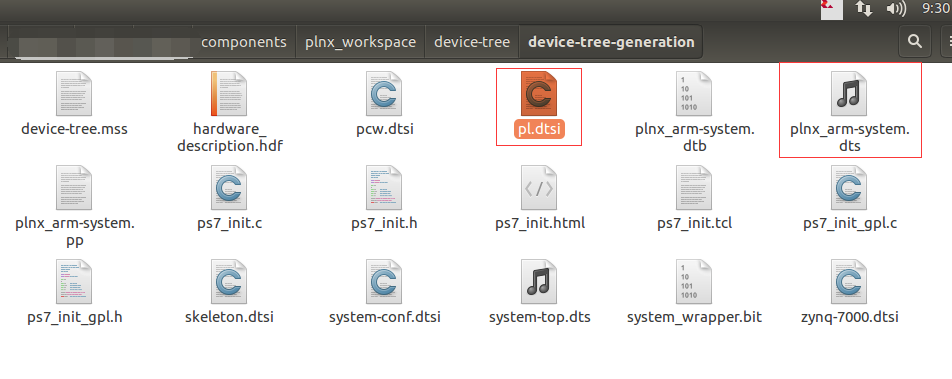 9:30
components plnx_workspace device-tree device-tree-generation
device-tree.mss
hardware_
description.hdf
pcw.dtsi
pl.dtsi
plnx_arm-system.
dtb
plnx_arm-system.
dts
plnx_arm-system.
pp
ps7_init.c
ps7_init.h
ps7_init.html
ps7_init.tcl
ps7_init_gpl.c
ps7_init_gpl.h
skeleton.dtsi
system-conf.dtsi
system-top.dts
system_wrapper.bit
zynq-7000.dtsi